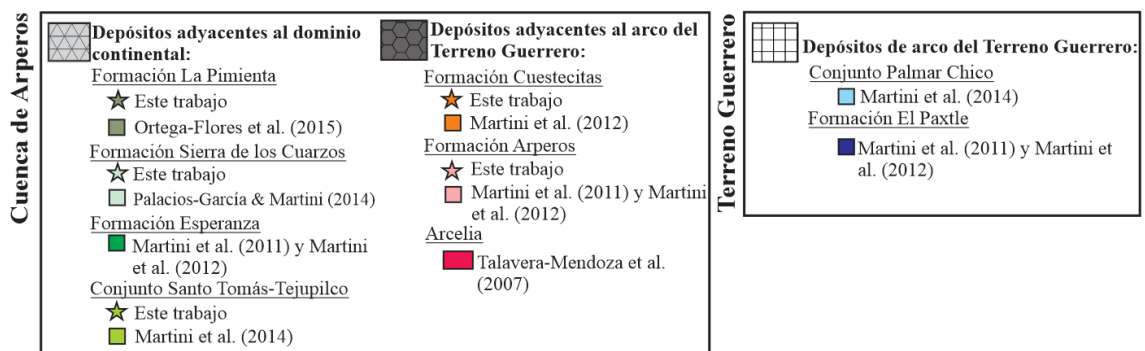 Cuenca de Arperos
Depósitos adyacentes al dominio
continental:
Formación La Pimienta
Este trabajo
Ortega-Flores et al. (2015)
Formación Sierra de los Cuarzos
Este trabajo
Palacios-García & Martini (2014)
Formación Esperanza
Martini et al. (2011) y Martini
et al. (2012)
Conjunto Santo Tomás-Tejupilco
Este trabajo
Martini et al. (2014)
Depósitos adyacentes al arco del
Terreno Guerrero:
Formación Cuestecitas
Este trabajo
Martini et al. 2012)
Formación Arperos
Este trabajo
Martini et al. (2011) y Martini
et al. (2012)
Arcelia
Talavera-Mendoza et al.
(2007)
Terreno Guerrero
Depósitos de arco del Terreno Guerrero:
Conjunto Palmar Chico
Martini et al. (2014)
Formación El Paxtle
Martini et al. (2011) y Martini et
al. (2012)